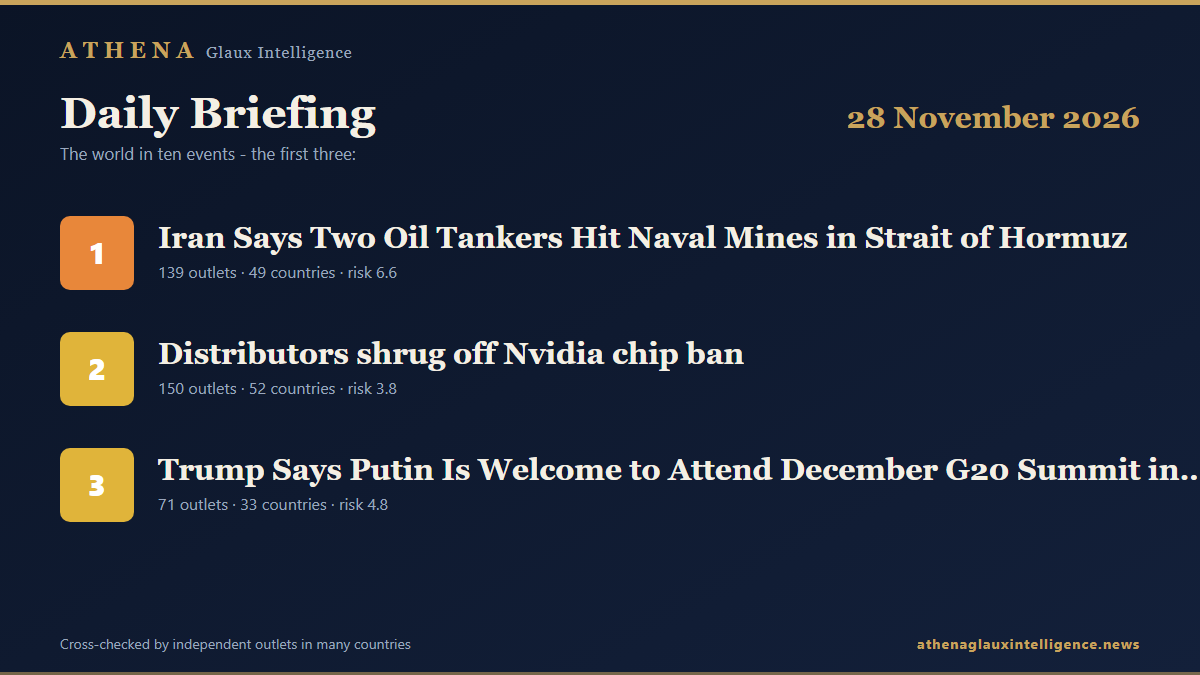 ATHENA Glaux Intelligence
Daily Briefing
28 November 2026
The world in ten events - the first three:
1
Iran Says Two Oil Tankers Hit Naval Mines in Strait of Hormuz
139 outlets · 49 countries · risk 6.6
2
Distributors shrug off Nvidia chip ban
150 outlets · 52 countries · risk 3.8
3
Trump Says Putin Is Welcome to Attend December G20 Summit in..
71 outlets · 33 countries · risk 4.8
Cross-checked by independent outlets in many countries
athenaglauxintelligence.news